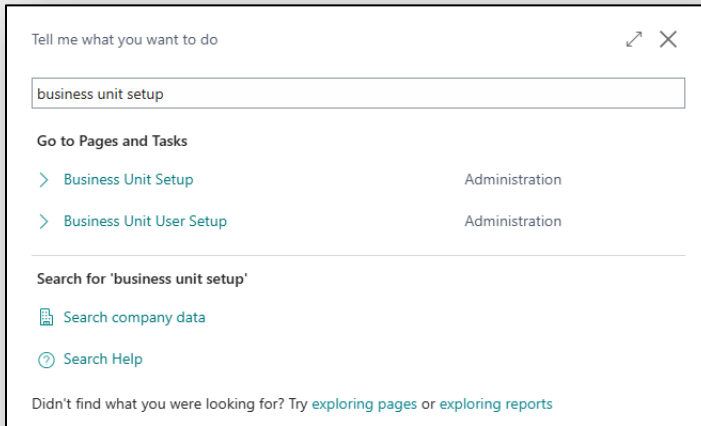 Tell me what you want to do
business unit setup
Go to Pages and Tasks
Business Unit Setup Administration
Business Unit User Setup Administration
Search for 'business unit setup'
Search company data
Search Help
Didn't find what you were looking for? Try exploring pages or exploring reports